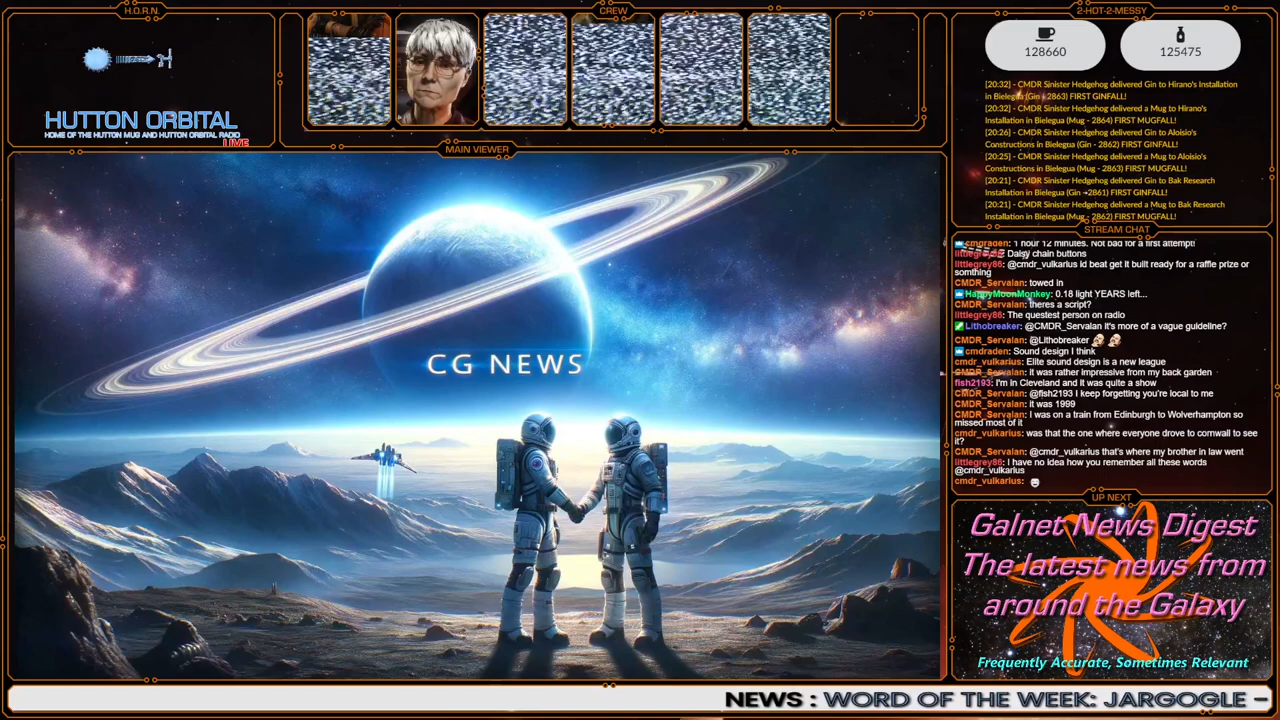 H.O.R.N.
CREW
2-HOT-2-MESSY
128660
125475
HUTTON ORBITAL
HOME OF THE HUTTON MUG AND HUTTON ORBITAL RADIO
LIVE
[20:32] - CMDR Sinister Hedgehog delivered Gin to Hirano's Installation
in Bielegua (Gin - 2863) FIRST GINFALL!
[20:32] - CMDR Sinister Hedgehog delivered a Mug to Hirano's
Installation in Bielegua (Mug - 2864) FIRST MUGFALL!
[20:26] - CMDR Sinister Hedgehog delivered Gin to Aloisio's
Constructions in Bielegua (Gin - 2862) FIRST GINFALL!
[20:25] - CMDR Sinister Hedgehog delivered a Mug to Aloisio's
Constructions in Bielegua (Mug - 2863) FIRST MUGFALL!
[20:21] - CMDR Sinister Hedgehog delivered Gin to Bak Research
Installation in Bielegua (Gin - 2861) FIRST GINFALL!
[20:21] - CMDR Sinister Hedgehog delivered a Mug to Bak Research
Installation in Bielegua (Mug - 2862) FIRST MUGFALL!
MAIN VIEWER
CG NEWS
STREAM CHAT
cmdraden: 1 hour 12 minutes. Not bad for a first attempt!
littlegrey86: Daisy chain buttons
littlegrey86: @cmdr_vulkarius id beat get it built ready for a raffle prize or
somthing
CMDR_Servalan: towed in
HappyMoonMonkey: 0.18 light YEARS left...
CMDR_Servalan: theres a script?
littlegrey86: The questest person on radio
Lithobreaker: @CMDR_Servalan it's more of a vague guideline?
CMDR_Servalan: @Lithobreaker
cmdraden: Sound design I think
cmdr_vulkarius: Elite sound design is a new league
CMDR_Servalan: it was rather impressive from my back garden
fish2193: I'm in Cleveland and it was quite a show
CMDR_Servalan: @fish2193 I keep forgetting you're local to me
CMDR_Servalan: it was 1999
CMDR_Servalan: I was on a train from Edinburgh to Wolverhampton so
missed most of it
cmdr_vulkarius: was that the one where everyone drove to cornwall to see
it?
CMDR_Servalan: @cmdr_vulkarius that's where my brother in law went
littlegrey86: I have no idea how you remember all these words
@cmdr_vulkarius
cmdr_vulkarius:
UP NEXT
Galnet News Digest
The latest news from
around the Galaxy
Frequently Accurate, Sometimes Relevant
NEWS : WORD OF THE WEEK: JARGOGLE -